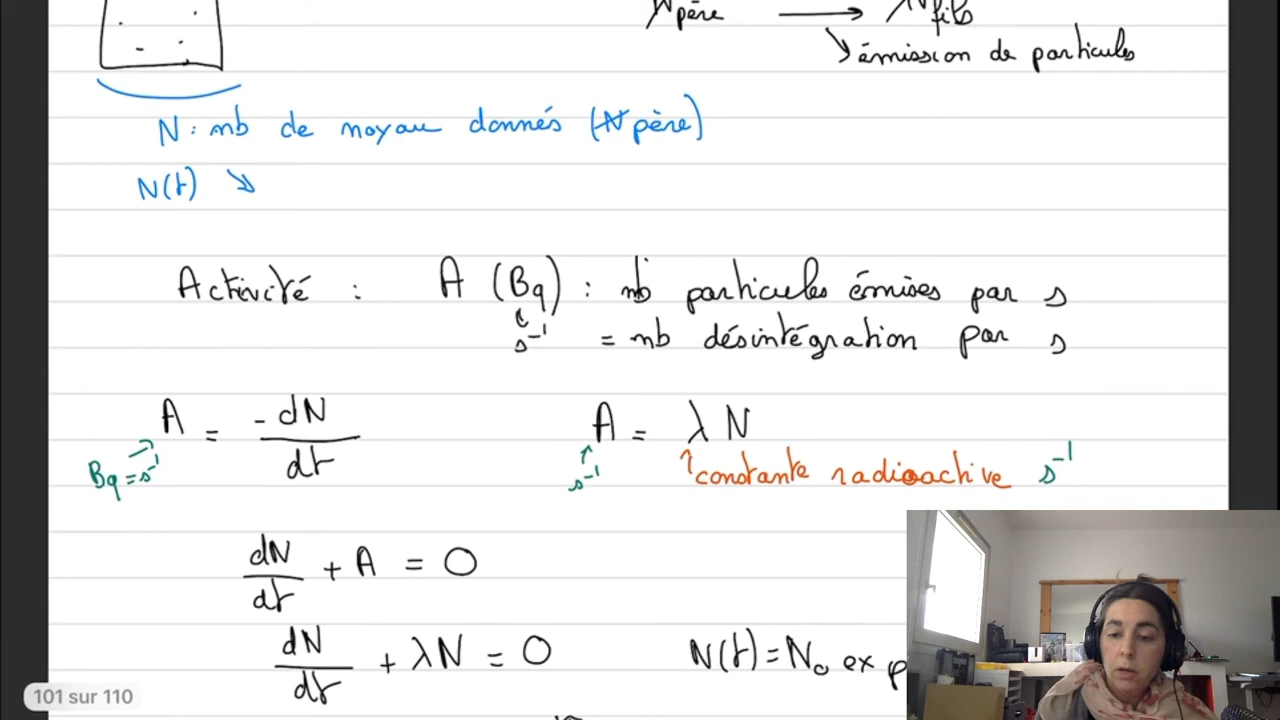 père → fils
↘ émission de particules
N : nb de noyau donnés (N père)
N(t) ↘
Activité : A (Bq) : nb particules émises par s
s⁻¹ = nb désintégration par s
A = -dN/dt A = λ N
Bq = s⁻¹ s⁻¹ constante radioactive s⁻¹
dN/dt + A = 0
dN/dt + λN = 0 N(t) = N₀ exp
101 sur 110